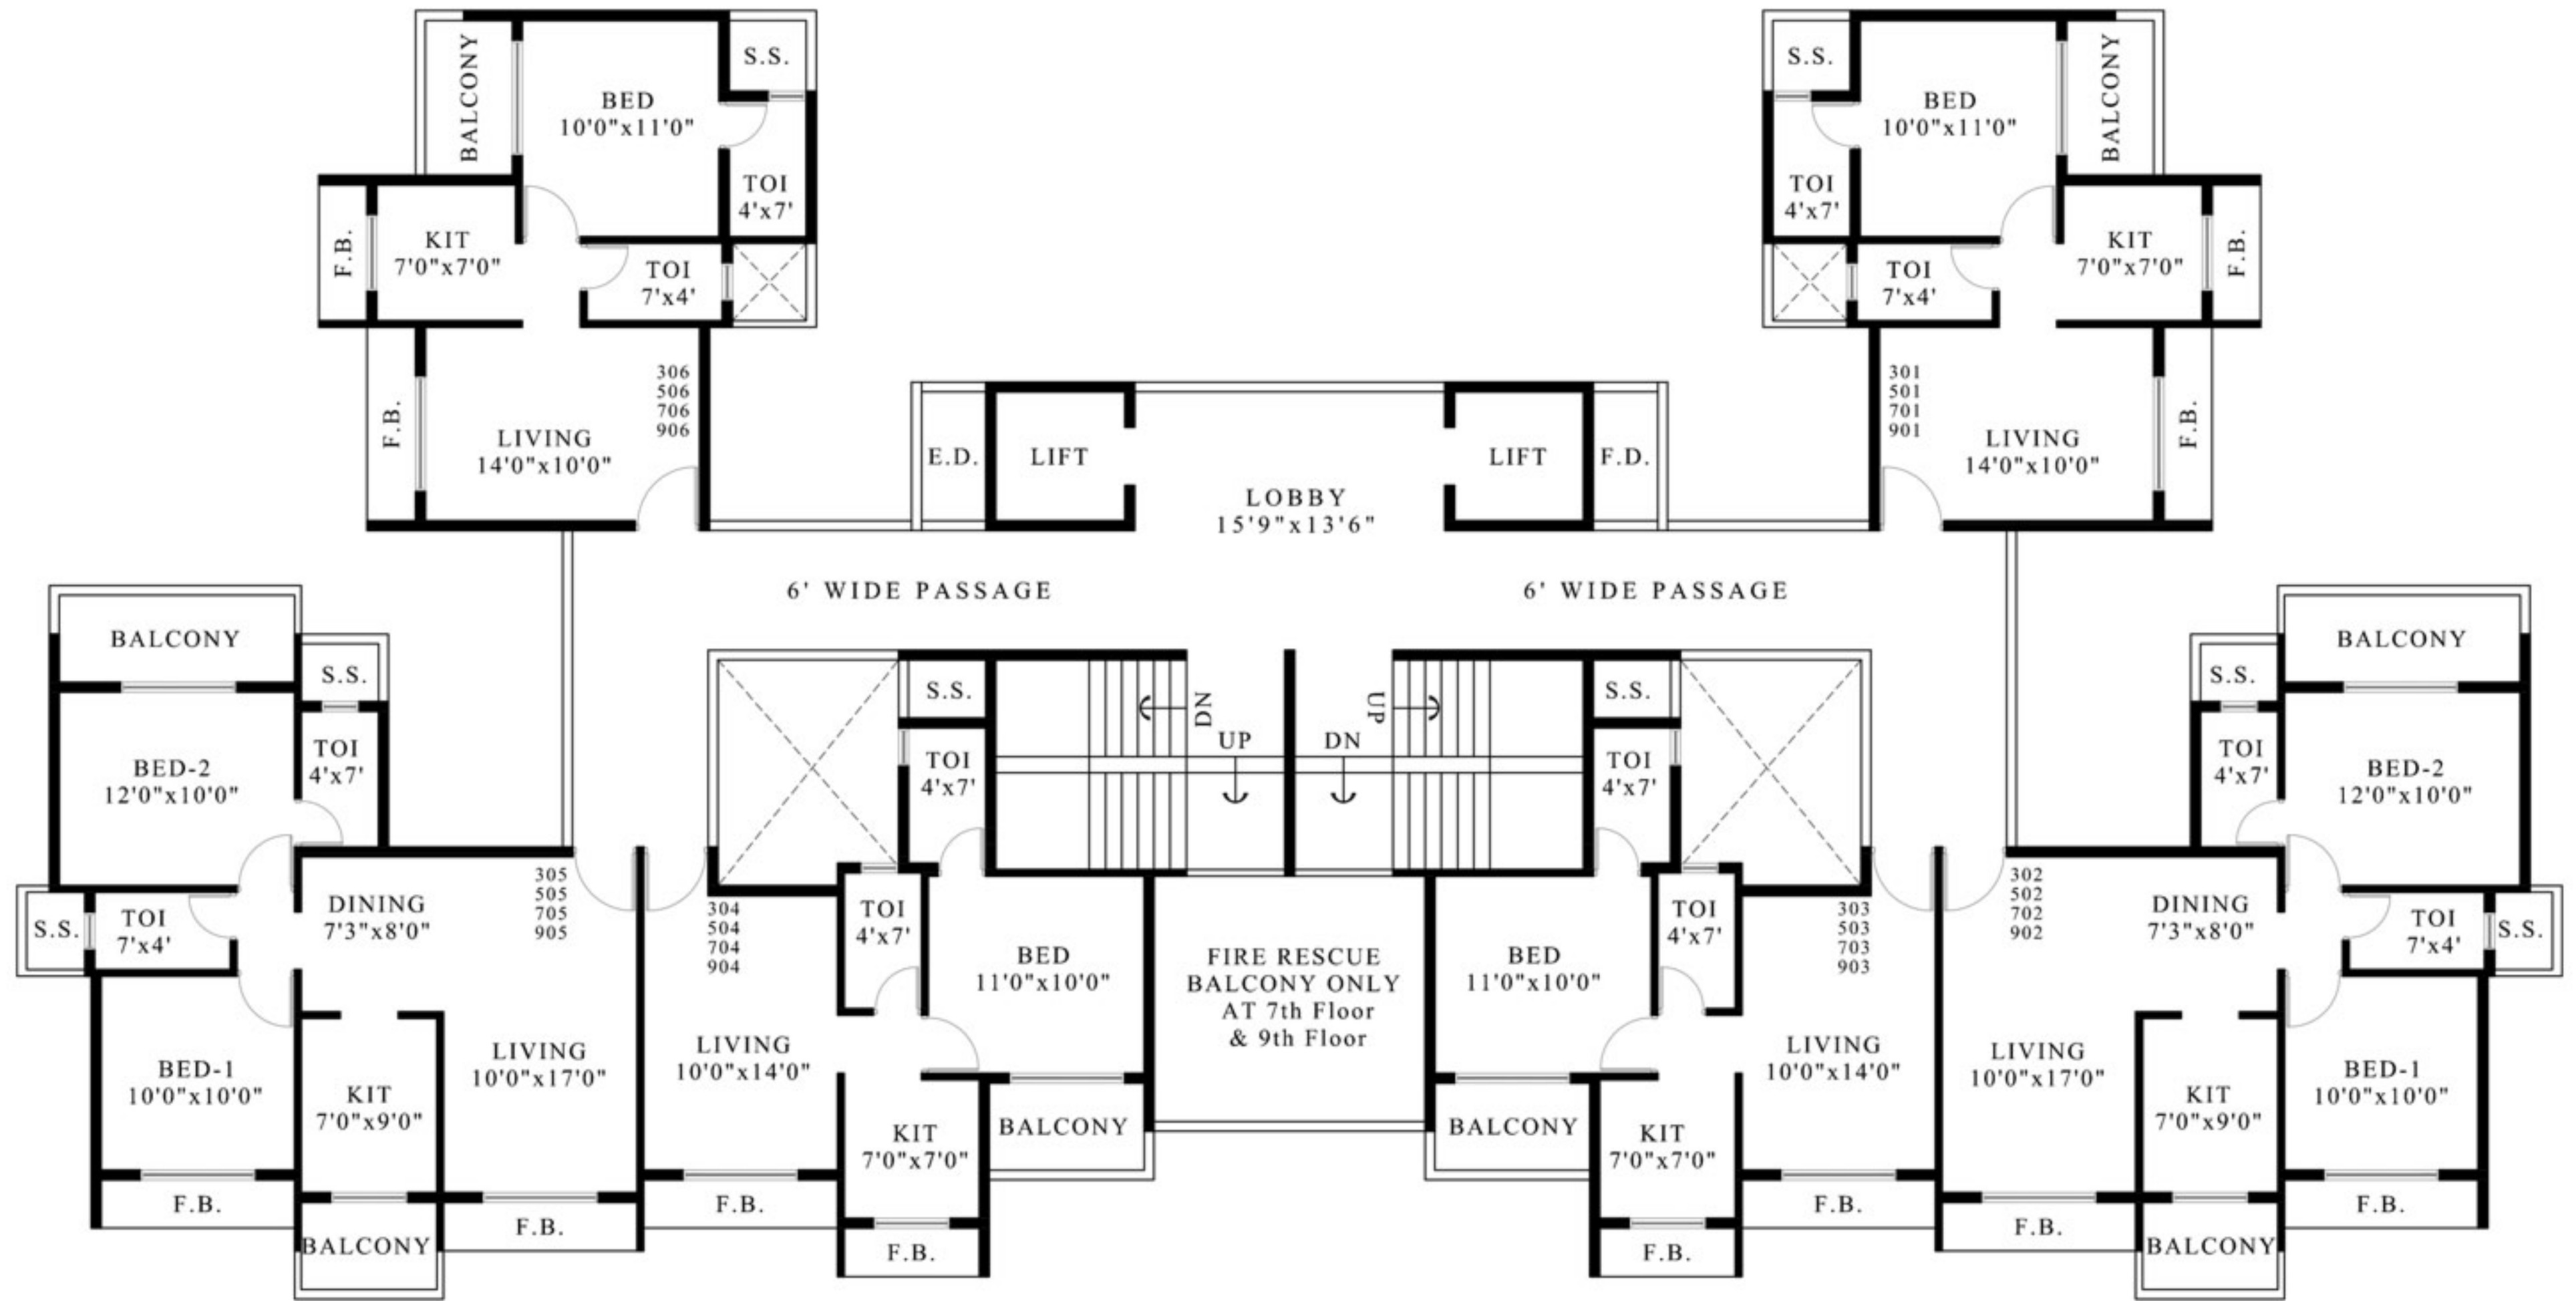 BALCONY
BED
10'0"x11'0"
S.S.
TOI
4'x7'
F.B.
KIT
7'0"x7'0"
TOI
7'x4'
306
506
706
906
F.B.
LIVING
14'0"x10'0"
S.S.
BED
10'0"x11'0"
BALCONY
TOI
4'x7'
KIT
7'0"x7'0"
F.B.
TOI
7'x4'
301
501
701
901
LIVING
14'0"x10'0"
F.B.
E.D.
LIFT
LOBBY
15'9"x13'6"
LIFT
F.D.
6' WIDE PASSAGE
6' WIDE PASSAGE
BALCONY
S.S.
BED-2
12'0"x10'0"
TOI
4'x7'
S.S.
TOI
7'x4'
DINING
7'3"x8'0"
305
505
705
905
BED-1
10'0"x10'0"
KIT
7'0"x9'0"
LIVING
10'0"x17'0"
F.B.
BALCONY
F.B.
S.S.
TOI
4'x7'
304
504
704
904
TOI
4'x7'
BED
11'0"x10'0"
LIVING
10'0"x14'0"
KIT
7'0"x7'0"
BALCONY
F.B.
F.B.
DN
UP
UP
DN
FIRE RESCUE
BALCONY ONLY
AT 7th Floor
& 9th Floor
S.S.
TOI
4'x7'
BED
11'0"x10'0"
TOI
4'x7'
303
503
703
903
LIVING
10'0"x14'0"
BALCONY
KIT
7'0"x7'0"
F.B.
F.B.
BALCONY
S.S.
TOI
4'x7'
BED-2
12'0"x10'0"
302
502
702
902
DINING
7'3"x8'0"
TOI
7'x4'
S.S.
LIVING
10'0"x17'0"
KIT
7'0"x9'0"
BED-1
10'0"x10'0"
F.B.
F.B.
BALCONY